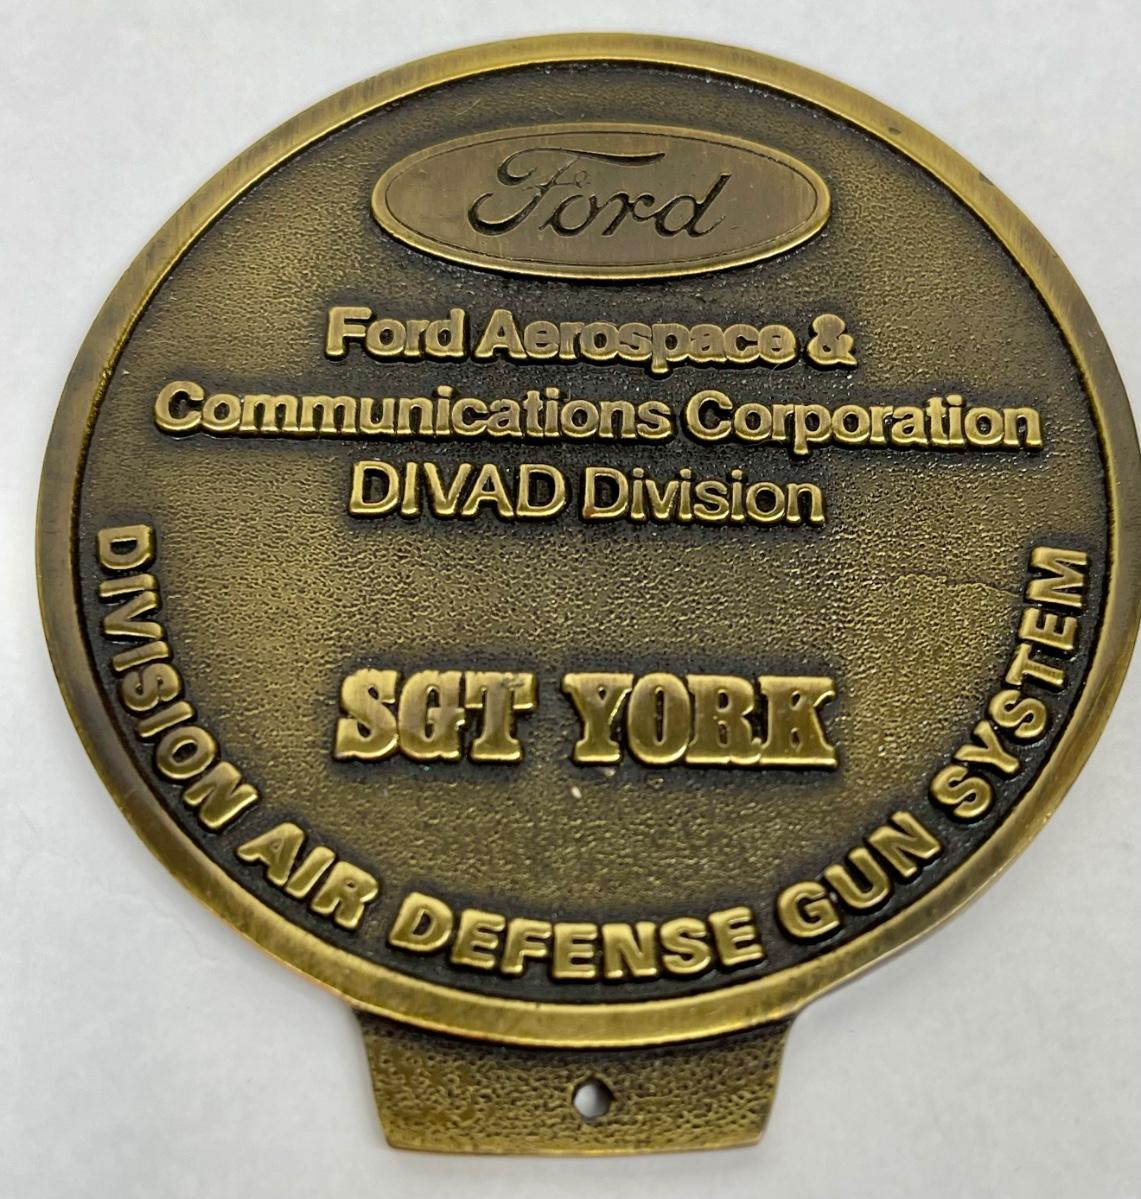 Ford
Ford Aerospace &
Communications Corporation
DIVAD Division
SGT YORK
DIVISION AIR DEFENSE GUN SYSTEM